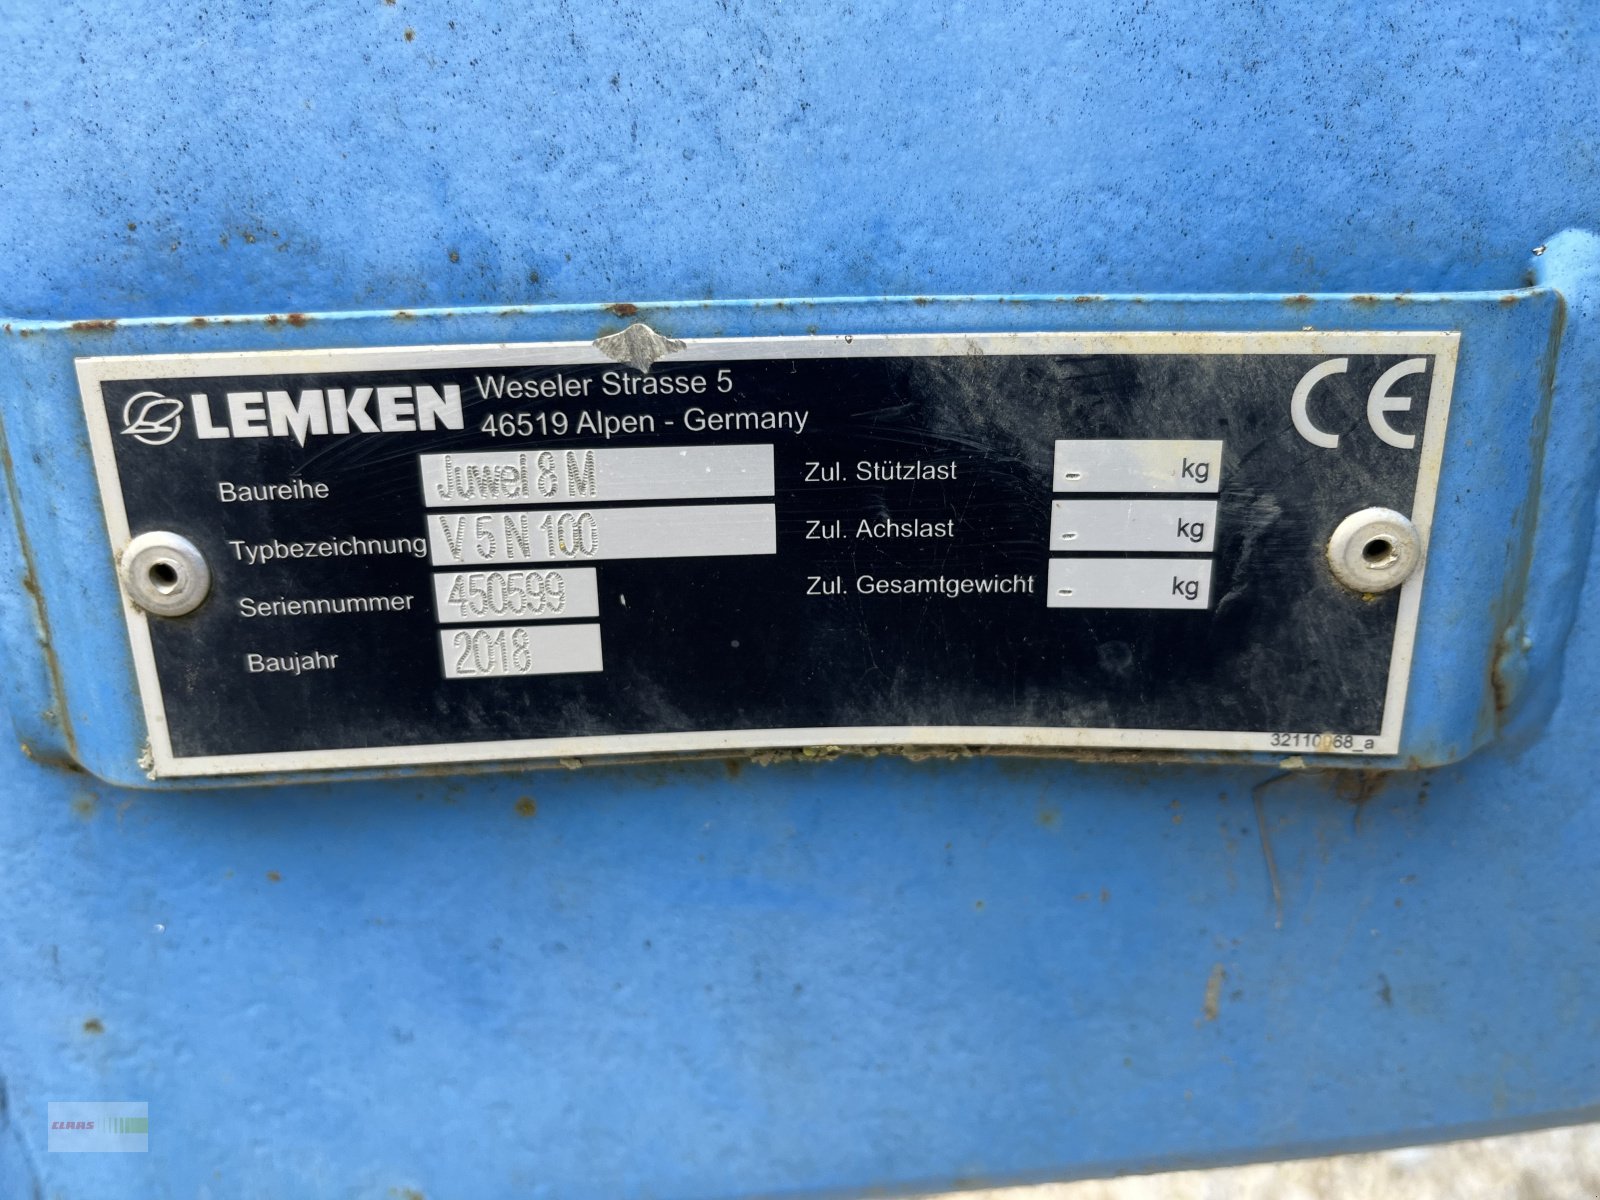 LEMKEN Weseler Strasse 5
46519 Alpen - Germany
CE
Baureihe Juwel 8 M
Typbezeichnung V 5 N 100
Seriennummer 450599
Baujahr 2018
Zul. Stützlast - kg
Zul. Achslast - kg
Zul. Gesamtgewicht - kg
32110068_a
CLAAS